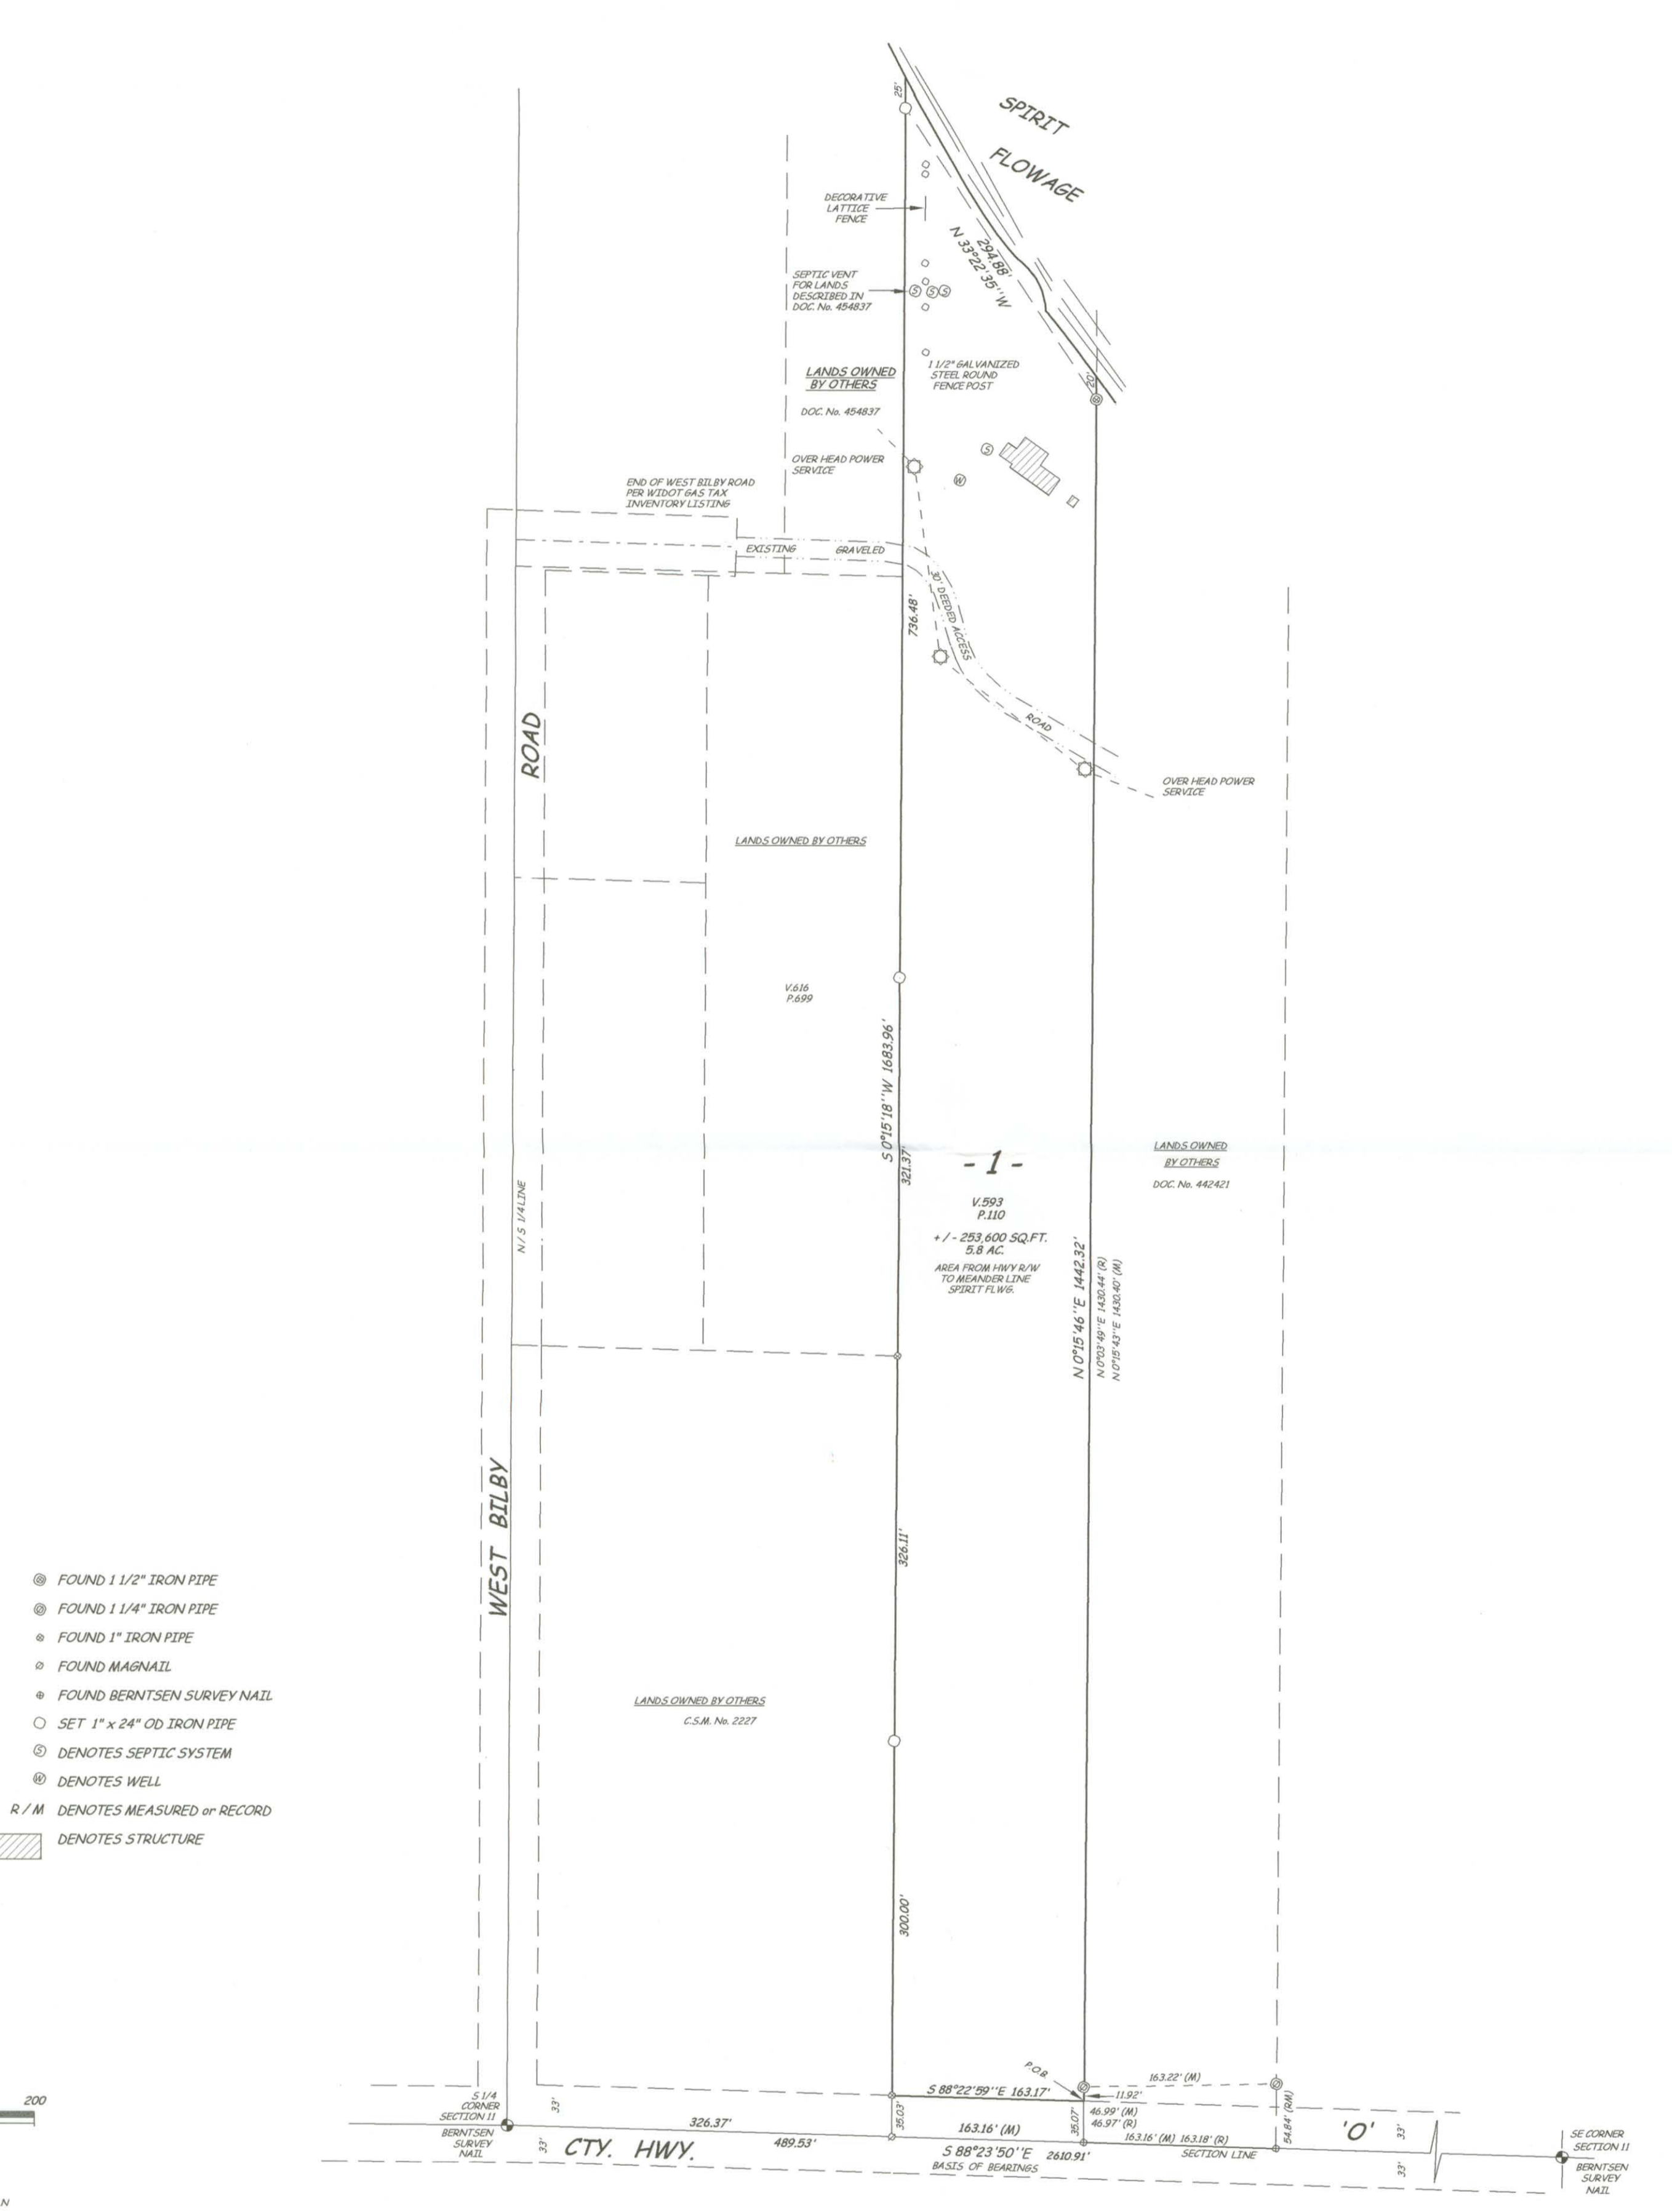 SPIRIT
FLOWAGE
25'
DECORATIVE
LATTICE
FENCE
294.88'
N 33°22'35"W
SEPTIC VENT
FOR LANDS
DESCRIBED IN
DOC. No. 454837
S S S
LANDS OWNED
BY OTHERS
DOC. No. 454837
1 1/2" GALVANIZED
STEEL ROUND
FENCE POST
20'
OVER HEAD POWER
SERVICE
S
W
END OF WEST BILBY ROAD
PER WIDOT GAS TAX
INVENTORY LISTING
EXISTING GRAVELED
30' DEEDED ACCESS
ROAD
736.48'
OVER HEAD POWER
SERVICE
ROAD
LANDS OWNED BY OTHERS
V.616
P.699
S 0°15'18"W 1683.96'
321.37'
- 1 -
V.593
P.110
+/- 253,600 SQ.FT.
5.8 AC.
AREA FROM HWY R/W
TO MEANDER LINE
SPIRIT FLWG.
LANDS OWNED
BY OTHERS
DOC. No. 442421
N/S 1/4 LINE
N 0°15'46"E 1442.32'
N 0°03'49"E 1430.44' (R)
N 0°15'43"E 1430.40' (M)
WEST BILBY
326.11'
FOUND 1 1/2" IRON PIPE
FOUND 1 1/4" IRON PIPE
FOUND 1" IRON PIPE
FOUND MAGNAIL
FOUND BERNTSEN SURVEY NAIL
SET 1" x 24" OD IRON PIPE
S DENOTES SEPTIC SYSTEM
W DENOTES WELL
R / M DENOTES MEASURED or RECORD
DENOTES STRUCTURE
LANDS OWNED BY OTHERS
C.S.M. No. 2227
300.00'
P.O.B.
163.22' (M)
S 88°22'59"E 163.17'
11.92'
200
S 1/4
CORNER
SECTION 11
BERNTSEN
SURVEY
NAIL
33'
33'
326.37'
35.03'
163.16' (M)
35.07'
46.99' (M)
46.97' (R)
163.16' (M) 163.18' (R)
54.64' (RM)
CTY. HWY.
489.53'
S 88°23'50"E 2610.91'
BASIS OF BEARINGS
SECTION LINE
'O'
33'
33'
SE CORNER
SECTION 11
BERNTSEN
SURVEY
NAIL
N